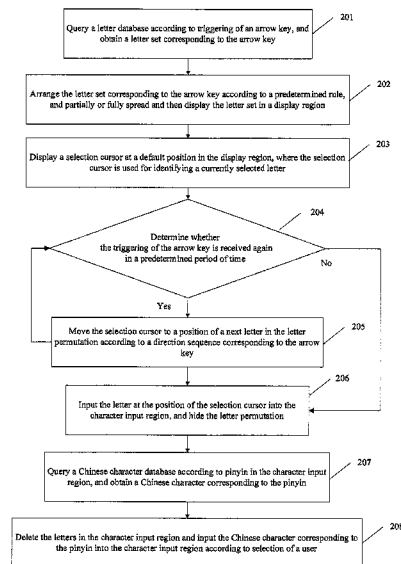 201
Query a letter database according to triggering of an arrow key, and
obtain a letter set corresponding to the arrow key
202
Arrange the letter set corresponding to the arrow key according to a predetermined rule,
and partially or fully spread and then display the letter set in a display region
203
Display a selection cursor at a default position in the display region, where the selection
cursor is used for identifying a currently selected letter
204
Determine whether
the triggering of the arrow key is received again
in a predetermined period of time
No
Yes
205
Move the selection cursor to a position of a next letter in the letter
permutation according to a direction sequence corresponding to the arrow
key
206
Input the letter at the position of the selection cursor into the
character input region, and hide the letter permutation
207
Query a Chinese character database according to pinyin in the character input
region, and obtain a Chinese character corresponding to the pinyin
208
Delete the letters in the character input region and input the Chinese character corresponding to
the pinyin into the character input region according to selection of a user